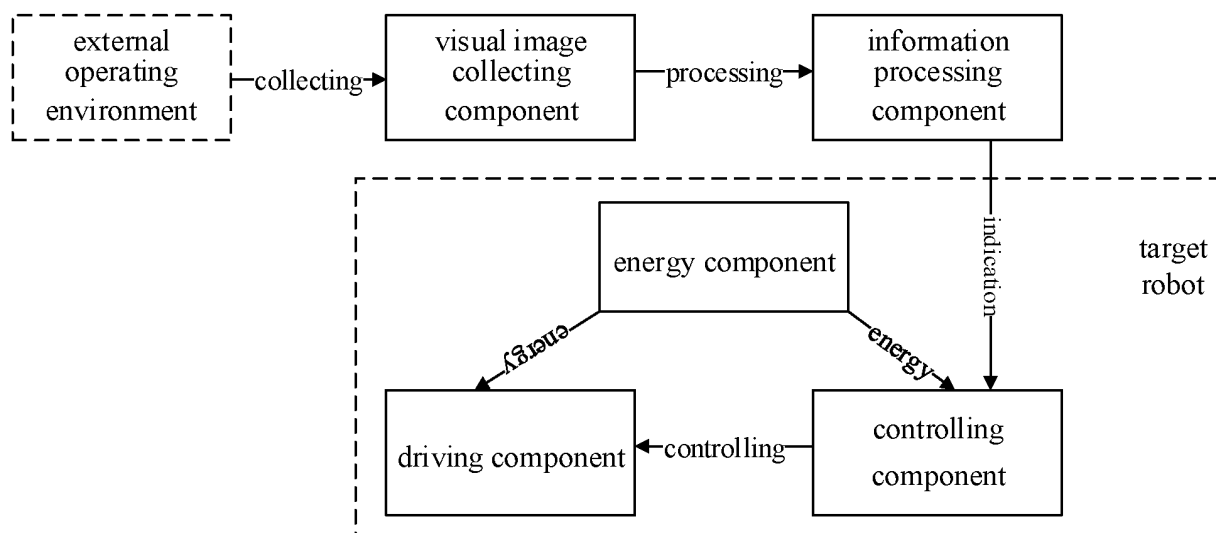 external
operating
environment
collecting
visual image
collecting
component
processing
information
processing
component
indication
target
robot
energy component
energy
energy
driving component
controlling
controlling
component